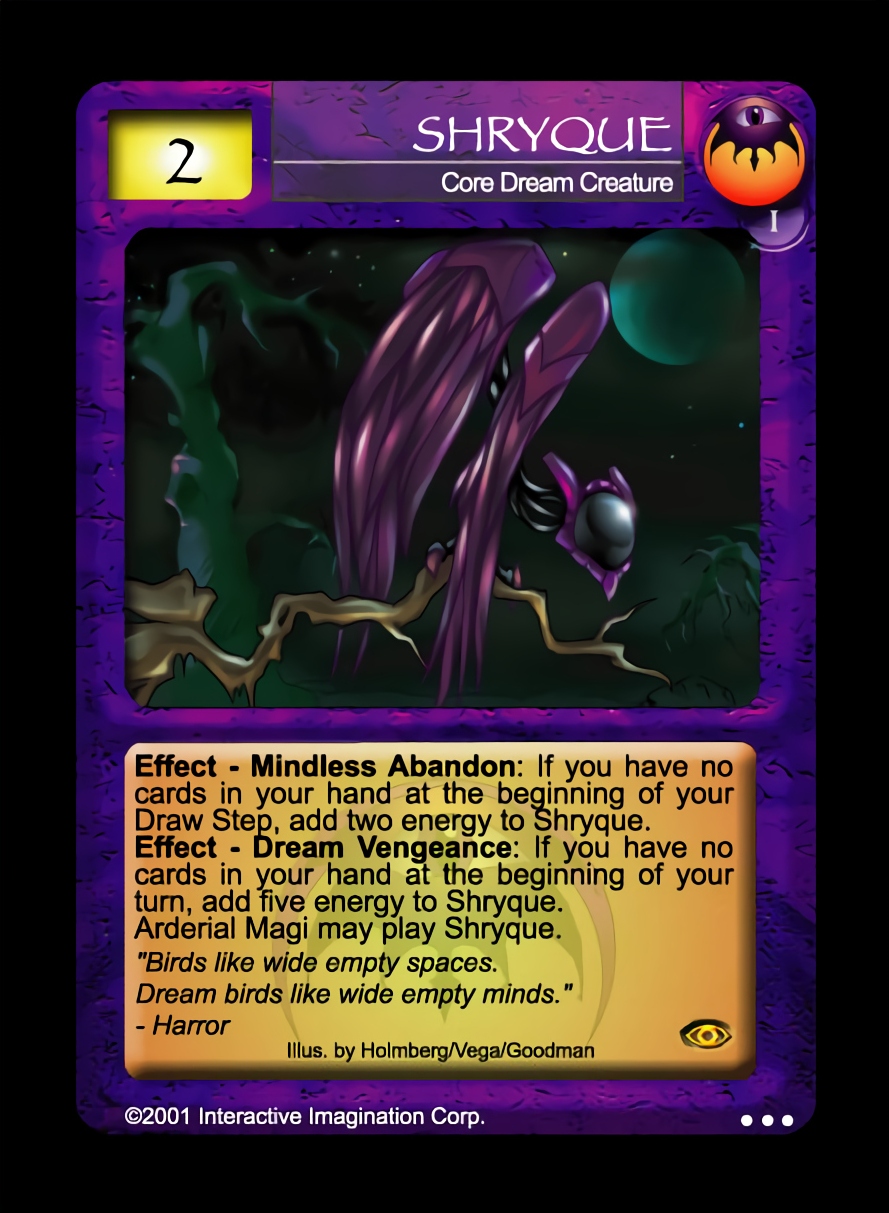 2
SHRYQUE
Core Dream Creature
I
Effect - Mindless Abandon: If you have no
cards in your hand at the beginning of your
Draw Step, add two energy to Shryque.
Effect - Dream Vengeance: If you have no
cards in your hand at the beginning of your
turn, add five energy to Shryque.
Arderial Magi may play Shryque.
"Birds like wide empty spaces.
Dream birds like wide empty minds."
- Harror
Illus. by Holmberg/Vega/Goodman
©2001 Interactive Imagination Corp.